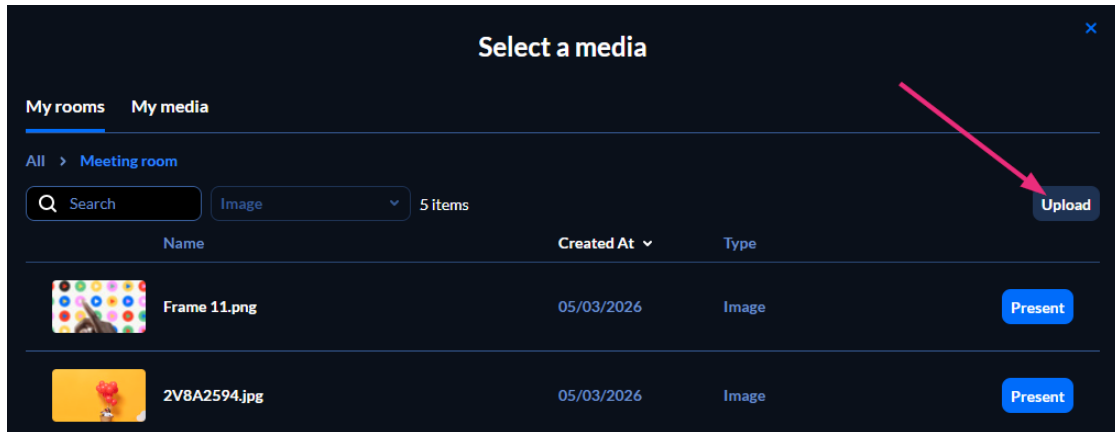 Select a media
My rooms My media
All > Meeting room
Search Image 5 items Upload
Name Created At Type
Frame 11.png 05/03/2026 Image Present
2V8A2594.jpg 05/03/2026 Image Present